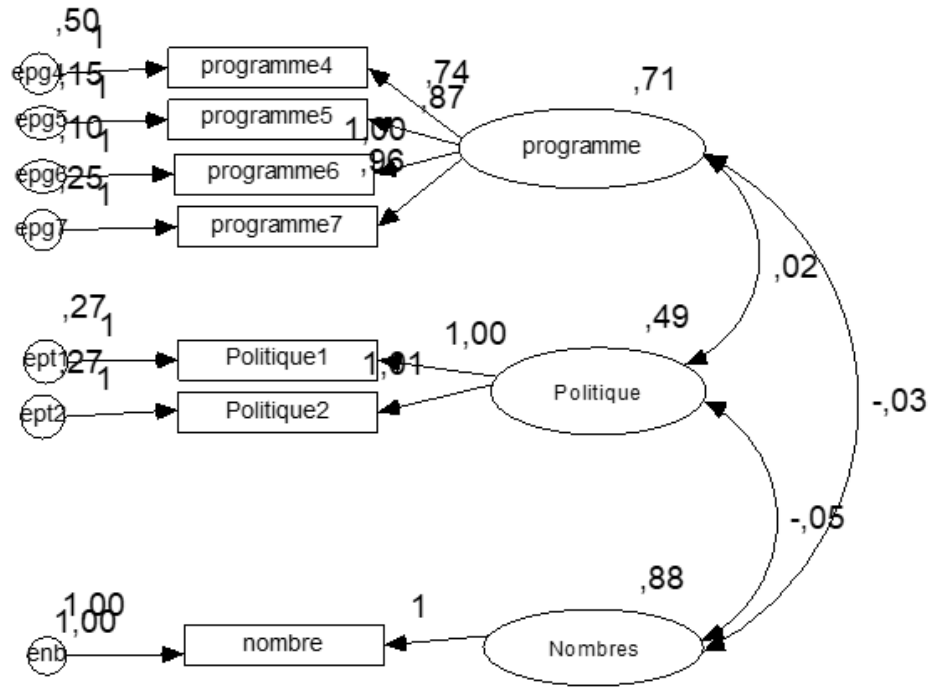 ,50
1
epg4
programme4
,74
,71
,15
1
epg5
programme5
,87
programme
,10
1
epg6
programme6
1,00
,25
1
epg7
programme7
,96
,02
,27
1
ept1
Politique1
1,00
,49
,27
1
ept2
Politique2
1,01
Politique
-,03
-,05
1,00
1,00
enb
nombre
1
,88
Nombres